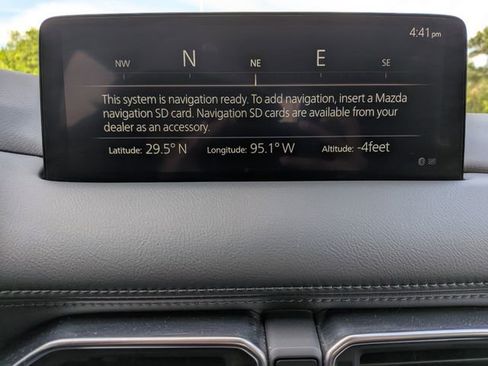 4:41 pm
NW N NE E SE
This system is navigation ready. To add navigation, insert a Mazda
navigation SD card. Navigation SD cards are available from your
dealer as an accessory.
Latitude: 29.5° N Longitude: 95.1° W Altitude: -4feet